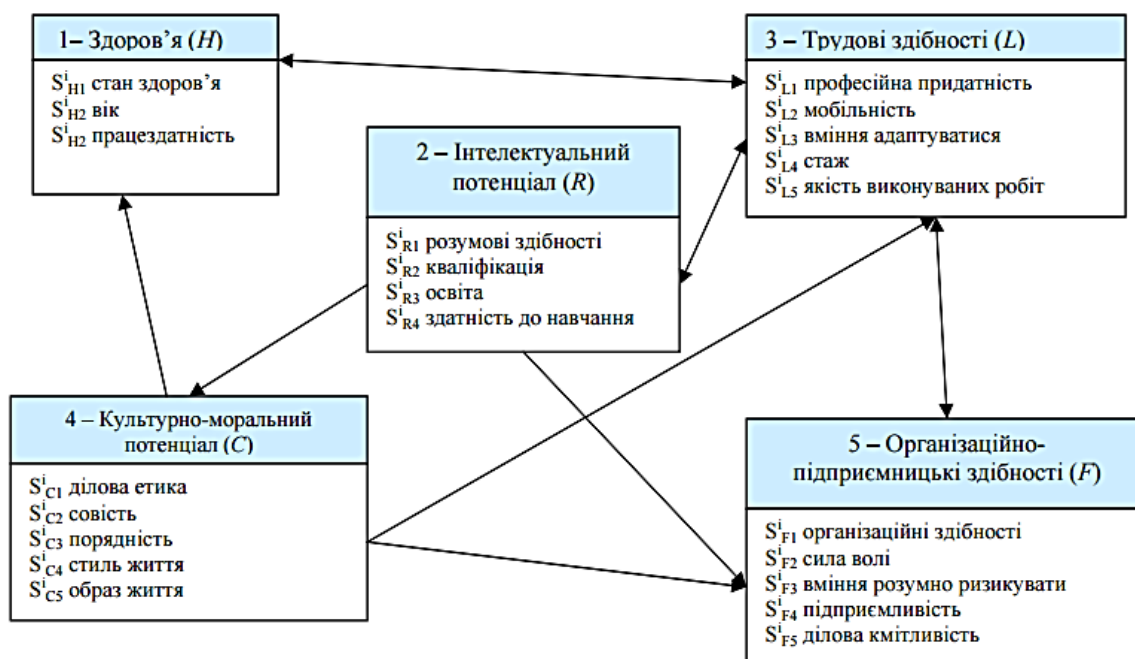 1– Здоров’я (H)
S^i_H1 стан здоров’я
S^i_H2 вік
S^i_H2 працездатність
2 – Інтелектуальний
потенціал (R)
S^i_R1 розумові здібності
S^i_R2 кваліфікація
S^i_R3 освіта
S^i_R4 здатність до навчання
3 – Трудові здібності (L)
S^i_L1 професійна придатність
S^i_L2 мобільність
S^i_L3 вміння адаптуватися
S^i_L4 стаж
S^i_L5 якість виконуваних робіт
4 – Культурно-моральний
потенціал (C)
S^i_C1 ділова етика
S^i_C2 совість
S^i_C3 порядність
S^i_C4 стиль життя
S^i_C5 образ життя
5 – Організаційно-
підприємницькі здібності (F)
S^i_F1 організаційні здібності
S^i_F2 сила волі
S^i_F3 вміння розумно ризикувати
S^i_F4 підприємливість
S^i_F5 ділова кмітливість